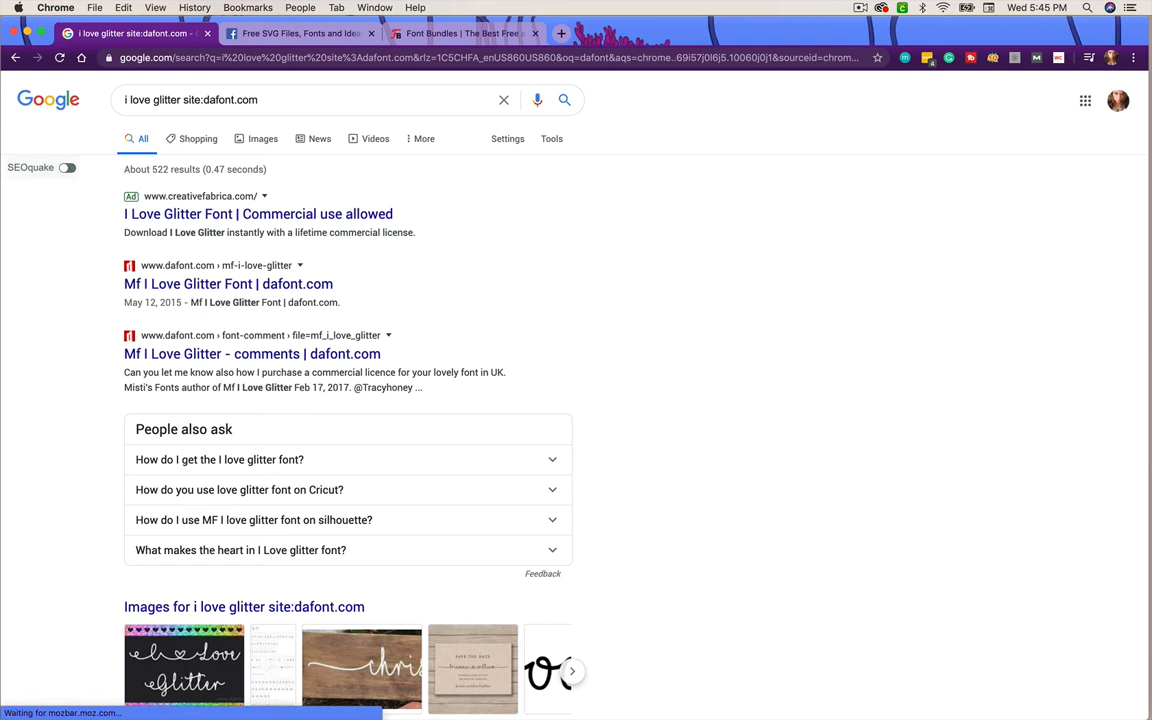 Chrome File Edit View History Bookmarks People Tab Window Help Wed 5:45 PM
i love glitter site:dafont.com - Free SVG Files, Fonts and Idea Font Bundles | The Best Free
google.com/search?q=i%20love%20glitter%20site%3Adafont.com&rlz=1C5CHFA_enUS860US860&oq=dafont&aqs=chrome..69i57j0l6j5.10060j0j1&sourceid=chrom...
Google i love glitter site:dafont.com
All Shopping Images News Videos More Settings Tools
SEOquake
About 522 results (0.47 seconds)
Ad www.creativefabrica.com/
I Love Glitter Font | Commercial use allowed
Download I Love Glitter instantly with a lifetime commercial license.
www.dafont.com › mf-i-love-glitter
Mf I Love Glitter Font | dafont.com
May 12, 2015 - Mf I Love Glitter Font | dafont.com.
www.dafont.com › font-comment › file=mf_i_love_glitter
Mf I Love Glitter - comments | dafont.com
Can you let me know also how I purchase a commercial licence for your lovely font in UK.
Misti's Fonts author of Mf I Love Glitter Feb 17, 2017. @Tracyhoney ...
People also ask
How do I get the I love glitter font?
How do you use love glitter font on Cricut?
How do I use MF I love glitter font on silhouette?
What makes the heart in I Love glitter font?
Feedback
Images for i love glitter site:dafont.com
I Love
Glitter
chris
SAVE THE DATE
Waiting for mozbar.moz.com...